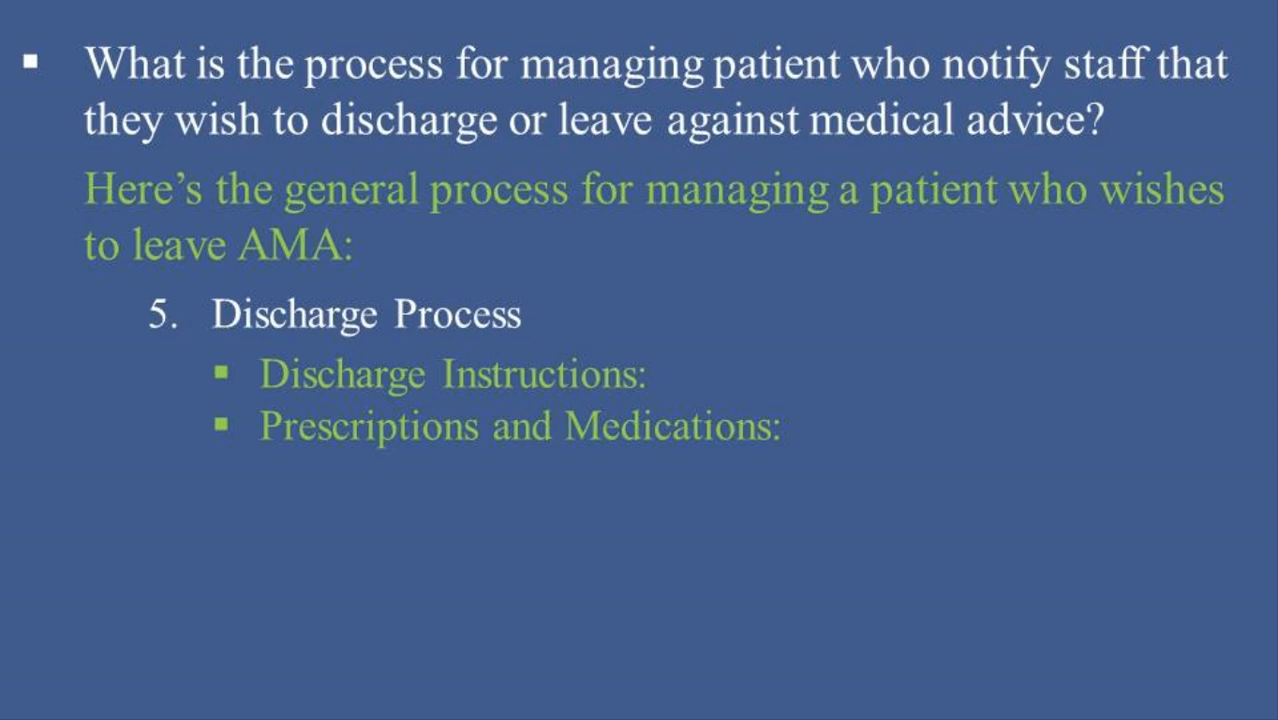 ▪ What is the process for managing patient who notify staff that
they wish to discharge or leave against medical advice?
Here’s the general process for managing a patient who wishes
to leave AMA:
5. Discharge Process
▪ Discharge Instructions:
▪ Prescriptions and Medications: